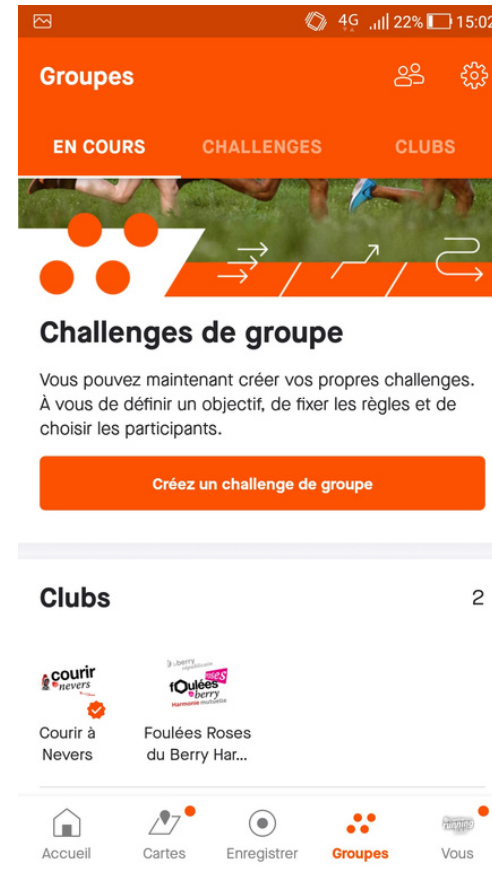 4G 22% 15:02
Groupes
EN COURS CHALLENGES CLUBS
Challenges de groupe
Vous pouvez maintenant créer vos propres challenges.
À vous de définir un objectif, de fixer les règles et de
choisir les participants.
Créez un challenge de groupe
Clubs 2
courir
nevers
berry
républicain
fOulées roses
berry
Harmonie mutuelle
Courir à
Nevers
Foulées Roses
du Berry Har...
Accueil Cartes Enregistrer Groupes Vous
running